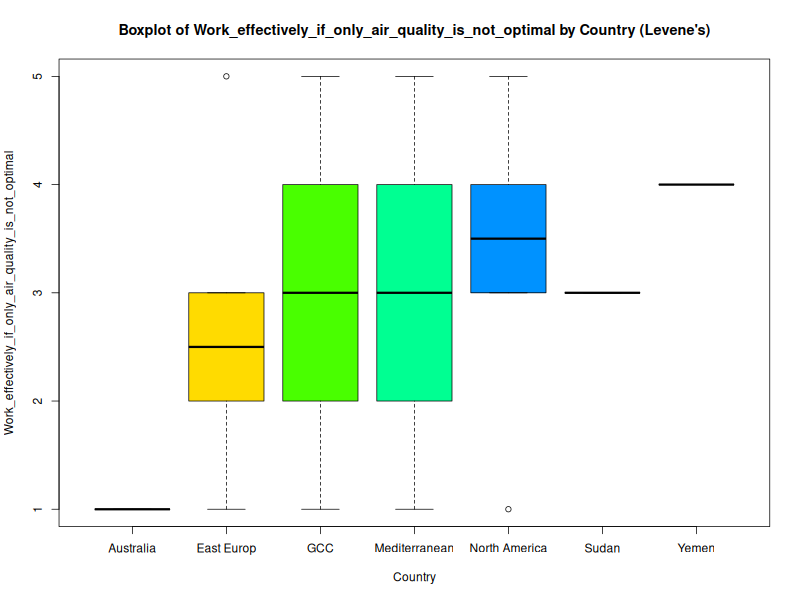 Boxplot of Work_effectively_if_only_air_quality_is_not_optimal by Country (Levene's)
Work_effectively_if_only_air_quality_is_not_optimal
5
4
3
2
1
Australia East Europ GCC Mediterranean North America Sudan Yemen
Country